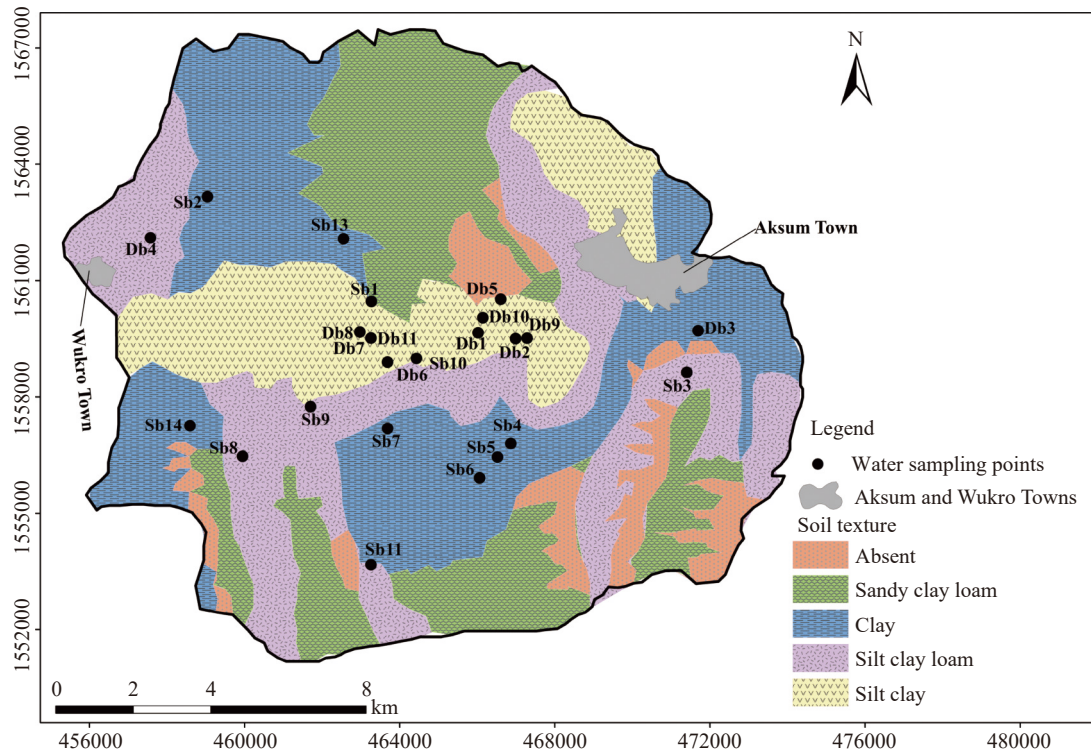 1567000
1564000
1561000
1558000
1555000
1552000
N
Sb2
Db4
Sb13
Aksum Town
Wukro Town
Sb1
Db5
Db10
Db8
Db11
Db1
Db9
Db7
Db2
Db3
Db6
Sb10
Sb3
Sb9
Sb14
Sb7
Sb4
Sb8
Sb5
Sb6
Sb11
Legend
Water sampling points
Aksum and Wukro Towns
Soil texture
Absent
Sandy clay loam
Clay
Silt clay loam
Silt clay
0 2 4 8
km
456000 460000 464000 468000 472000 476000 480000